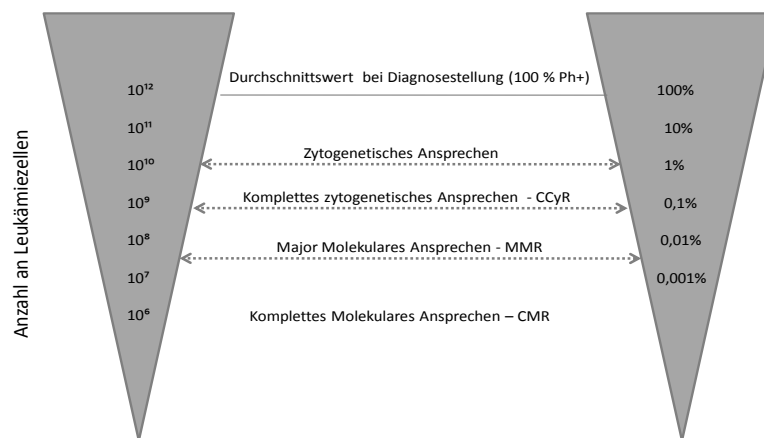 Anzahl an Leukämiezellen
Durchschnittswert bei Diagnosestellung (100 % Ph+)
10¹² 100%
10¹¹ 10%
Zytogenetisches Ansprechen
10¹⁰ 1%
Komplettes zytogenetisches Ansprechen - CCyR
10⁹ 0,1%
10⁸ 0,01%
Major Molekulares Ansprechen - MMR
10⁷ 0,001%
10⁶ Komplettes Molekulares Ansprechen – CMR